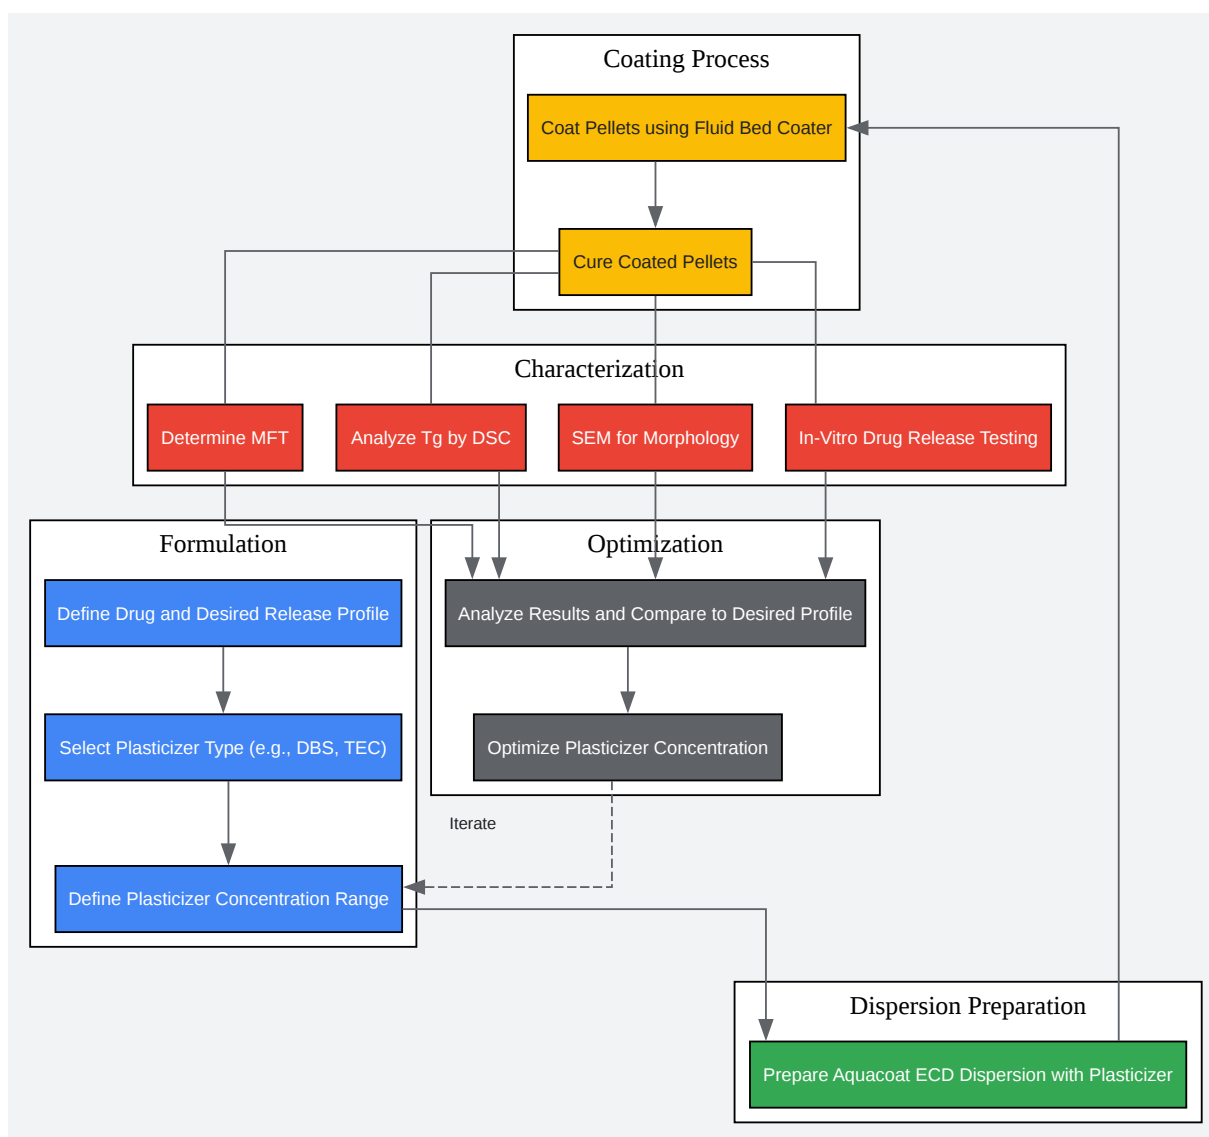 Coating Process
Coat Pellets using Fluid Bed Coater
Cure Coated Pellets
Characterization
Determine MFT
Analyze Tg by DSC
SEM for Morphology
In-Vitro Drug Release Testing
Formulation
Define Drug and Desired Release Profile
Select Plasticizer Type (e.g., DBS, TEC)
Define Plasticizer Concentration Range
Optimization
Analyze Results and Compare to Desired Profile
Optimize Plasticizer Concentration
Iterate
Dispersion Preparation
Prepare Aquacoat ECD Dispersion with Plasticizer